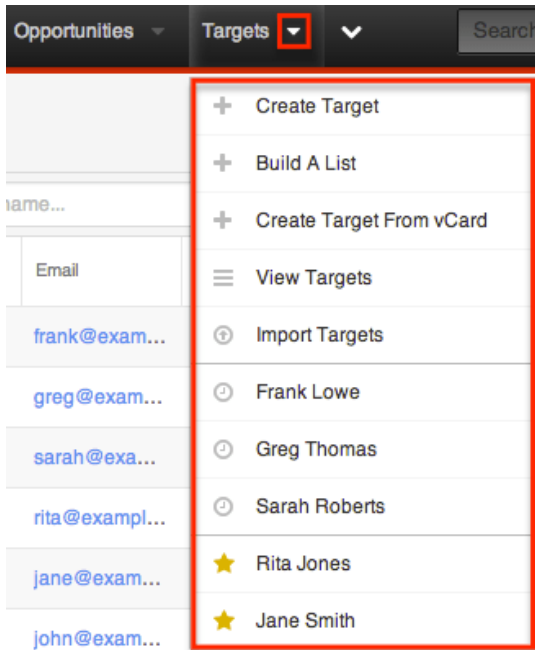 Opportunities Targets Search
Create Target
Build A List
name...
Create Target From vCard
Email
View Targets
frank@exam...
Import Targets
greg@exam...
Frank Lowe
sarah@exa...
Greg Thomas
rita@exampl...
Sarah Roberts
jane@exam...
Rita Jones
john@exam...
Jane Smith